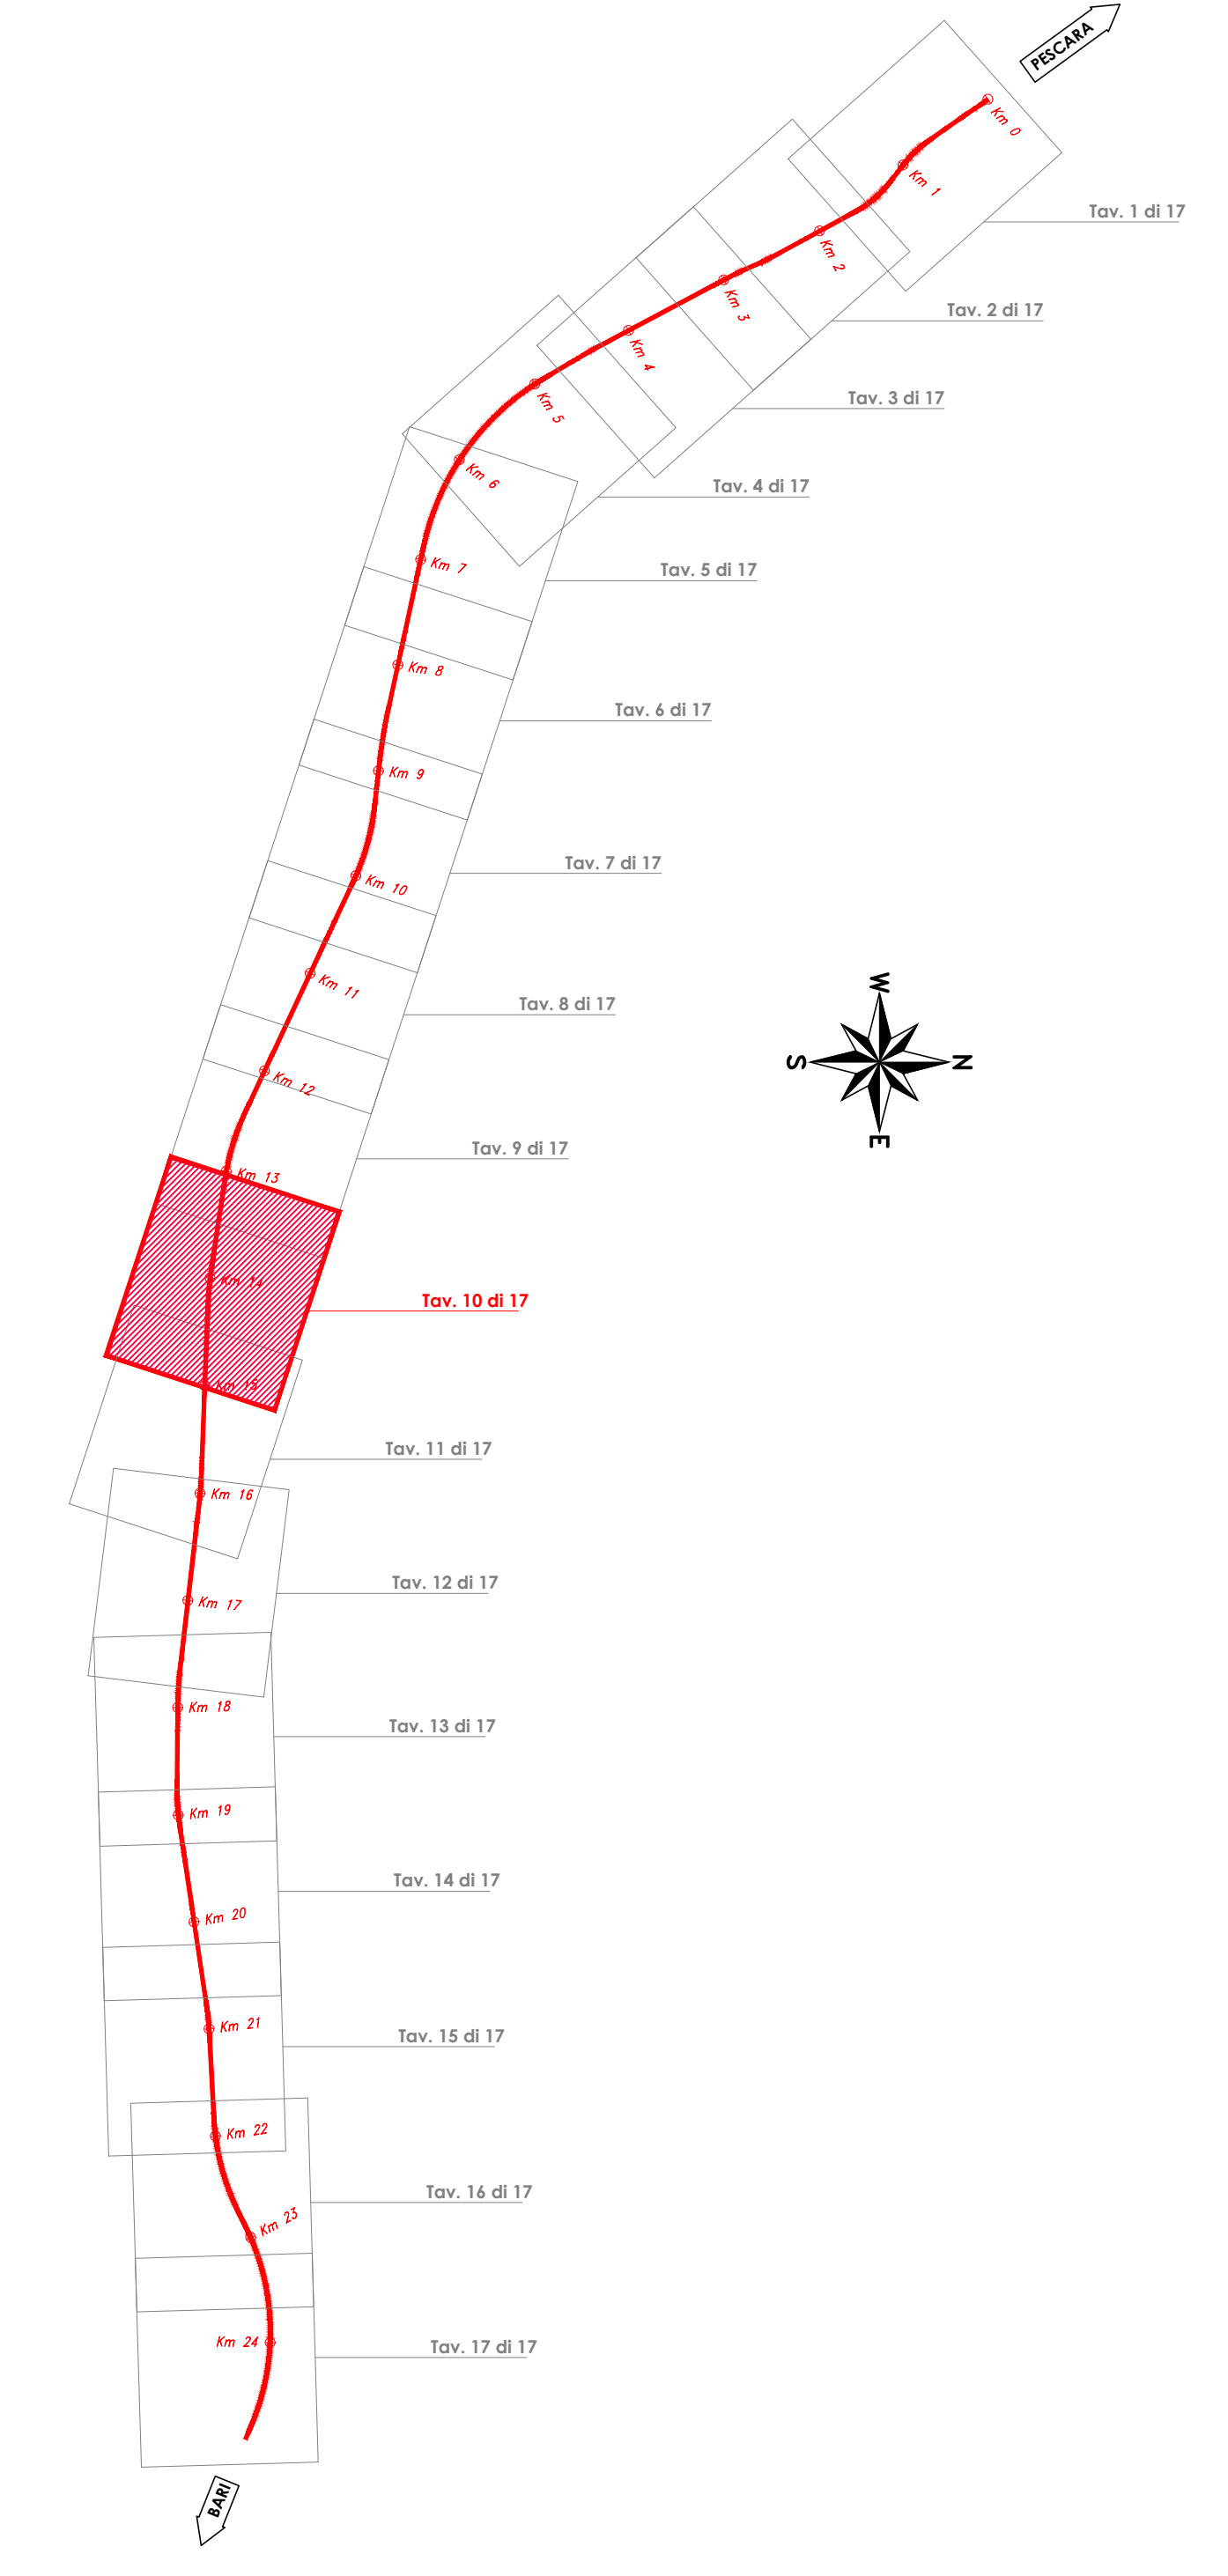 PESCARA
Km 0
Km 1
Tav. 1 di 17
Km 2
Km 3
Tav. 2 di 17
Km 4
Km 5
Tav. 3 di 17
Km 6
Tav. 4 di 17
Km 7
Tav. 5 di 17
Km 8
Tav. 6 di 17
Km 9
Tav. 7 di 17
Km 10
Km 11
Tav. 8 di 17
W
S
N
E
Km 12
Tav. 9 di 17
Km 13
Km 14
Tav. 10 di 17
Km 15
Tav. 11 di 17
Km 16
Tav. 12 di 17
Km 17
Km 18
Tav. 13 di 17
Km 19
Tav. 14 di 17
Km 20
Km 21
Tav. 15 di 17
Km 22
Tav. 16 di 17
Km 23
Km 24
Tav. 17 di 17
BARI